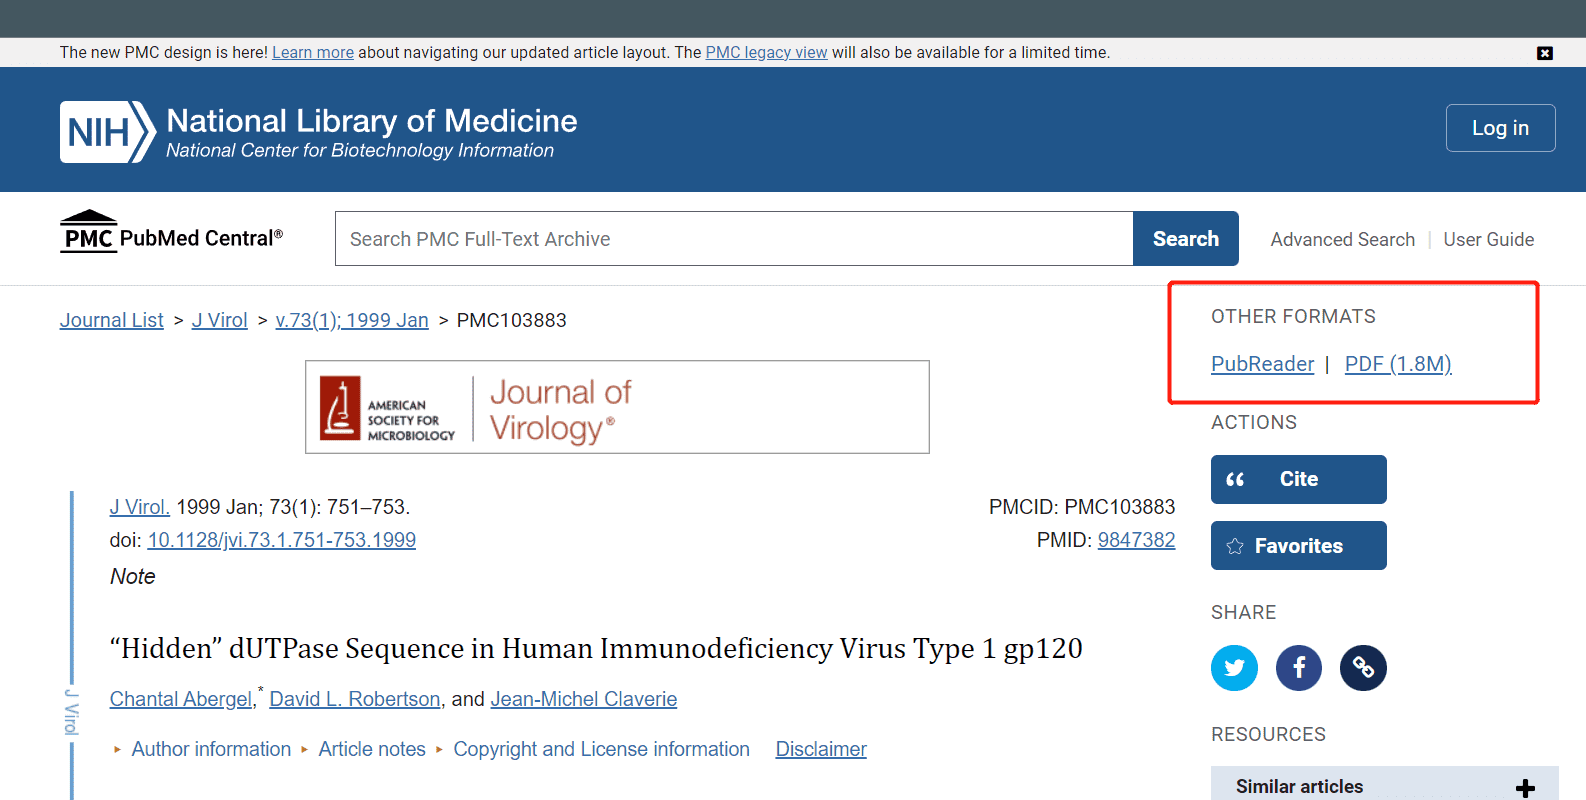 The new PMC design is here! Learn more about navigating our updated article layout. The PMC legacy view will also be available for a limited time.
NIH National Library of Medicine
National Center for Biotechnology Information
Log in
PMC PubMed Central®
Search PMC Full-Text Archive
Search
Advanced Search | User Guide
Journal List > J Virol > v.73(1); 1999 Jan > PMC103883
AMERICAN
SOCIETY FOR
MICROBIOLOGY
Journal of
Virology®
J Virol. 1999 Jan; 73(1): 751–753.
PMCID: PMC103883
doi: 10.1128/jvi.73.1.751-753.1999
PMID: 9847382
Note
“Hidden” dUTPase Sequence in Human Immunodeficiency Virus Type 1 gp120
Chantal Abergel,* David L. Robertson, and Jean-Michel Claverie
Author information Article notes Copyright and License information Disclaimer
J Virol
OTHER FORMATS
PubReader | PDF (1.8M)
ACTIONS
Cite
Favorites
SHARE
RESOURCES
Similar articles